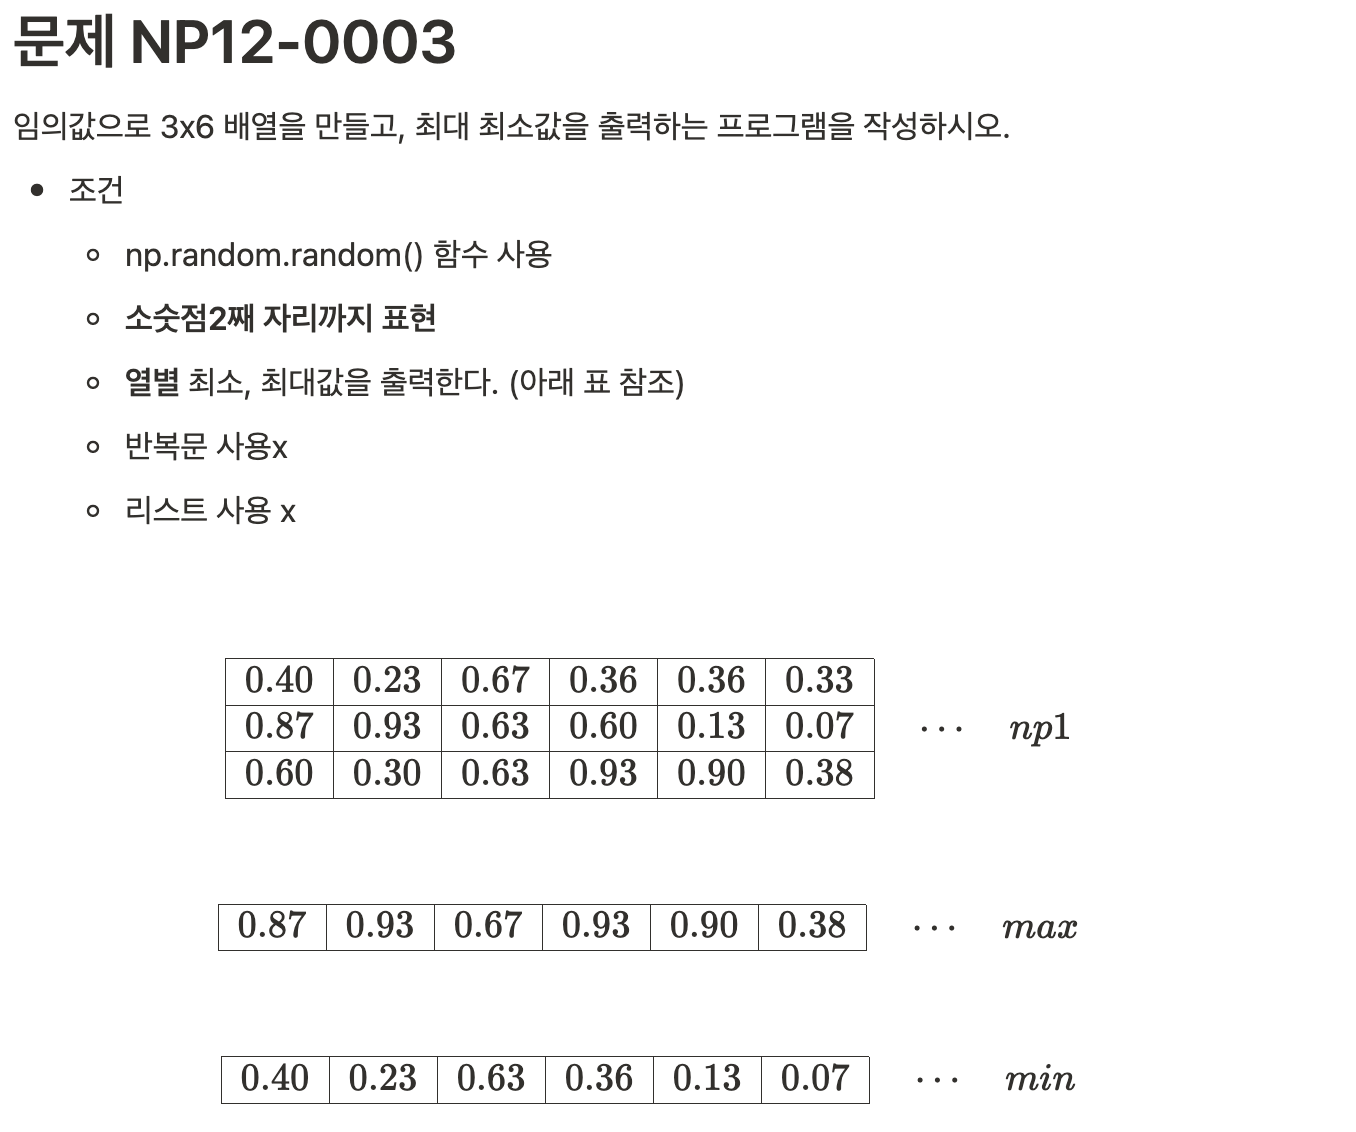 문제 NP12-0003
임의값으로 3x6 배열을 만들고, 최대 최소값을 출력하는 프로그램을 작성하시오.
• 조건
◦ np.random.random() 함수 사용
◦ 소숫점2째 자리까지 표현
◦ 열별 최소, 최대값을 출력한다. (아래 표 참조)
◦ 반복문 사용x
◦ 리스트 사용 x
0.40 0.23 0.67 0.36 0.36 0.33
0.87 0.93 0.63 0.60 0.13 0.07 ⋯ np1
0.60 0.30 0.63 0.93 0.90 0.38
0.87 0.93 0.67 0.93 0.90 0.38 ⋯ max
0.40 0.23 0.63 0.36 0.13 0.07 ⋯ min